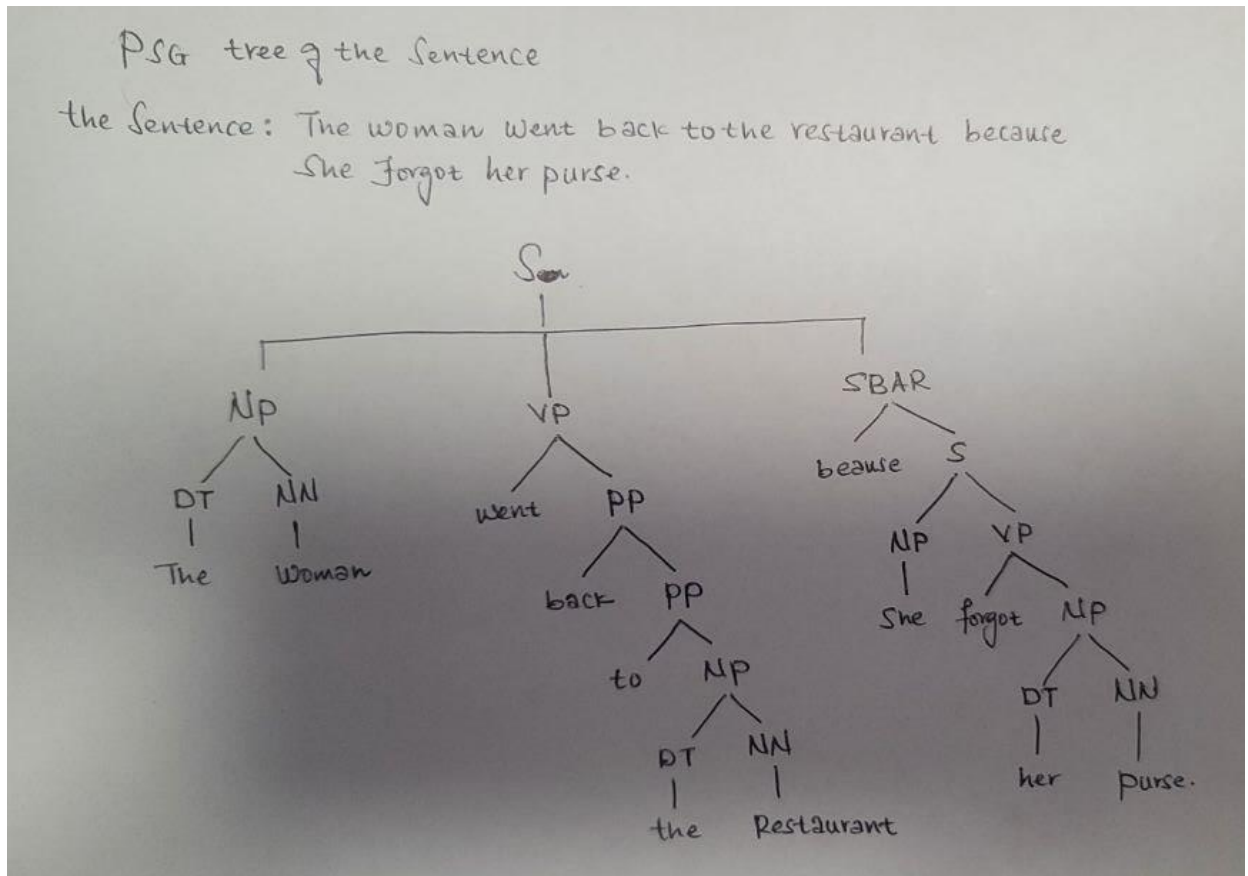 PSG tree of the Sentence
the Sentence: The woman went back to the restaurant because
She forgot her purse.
S
NP VP SBAR
DT NN went PP beause S
The Woman back PP NP VP
to NP She forgot NP
DT NN DT NN
the Restaurant her purse.